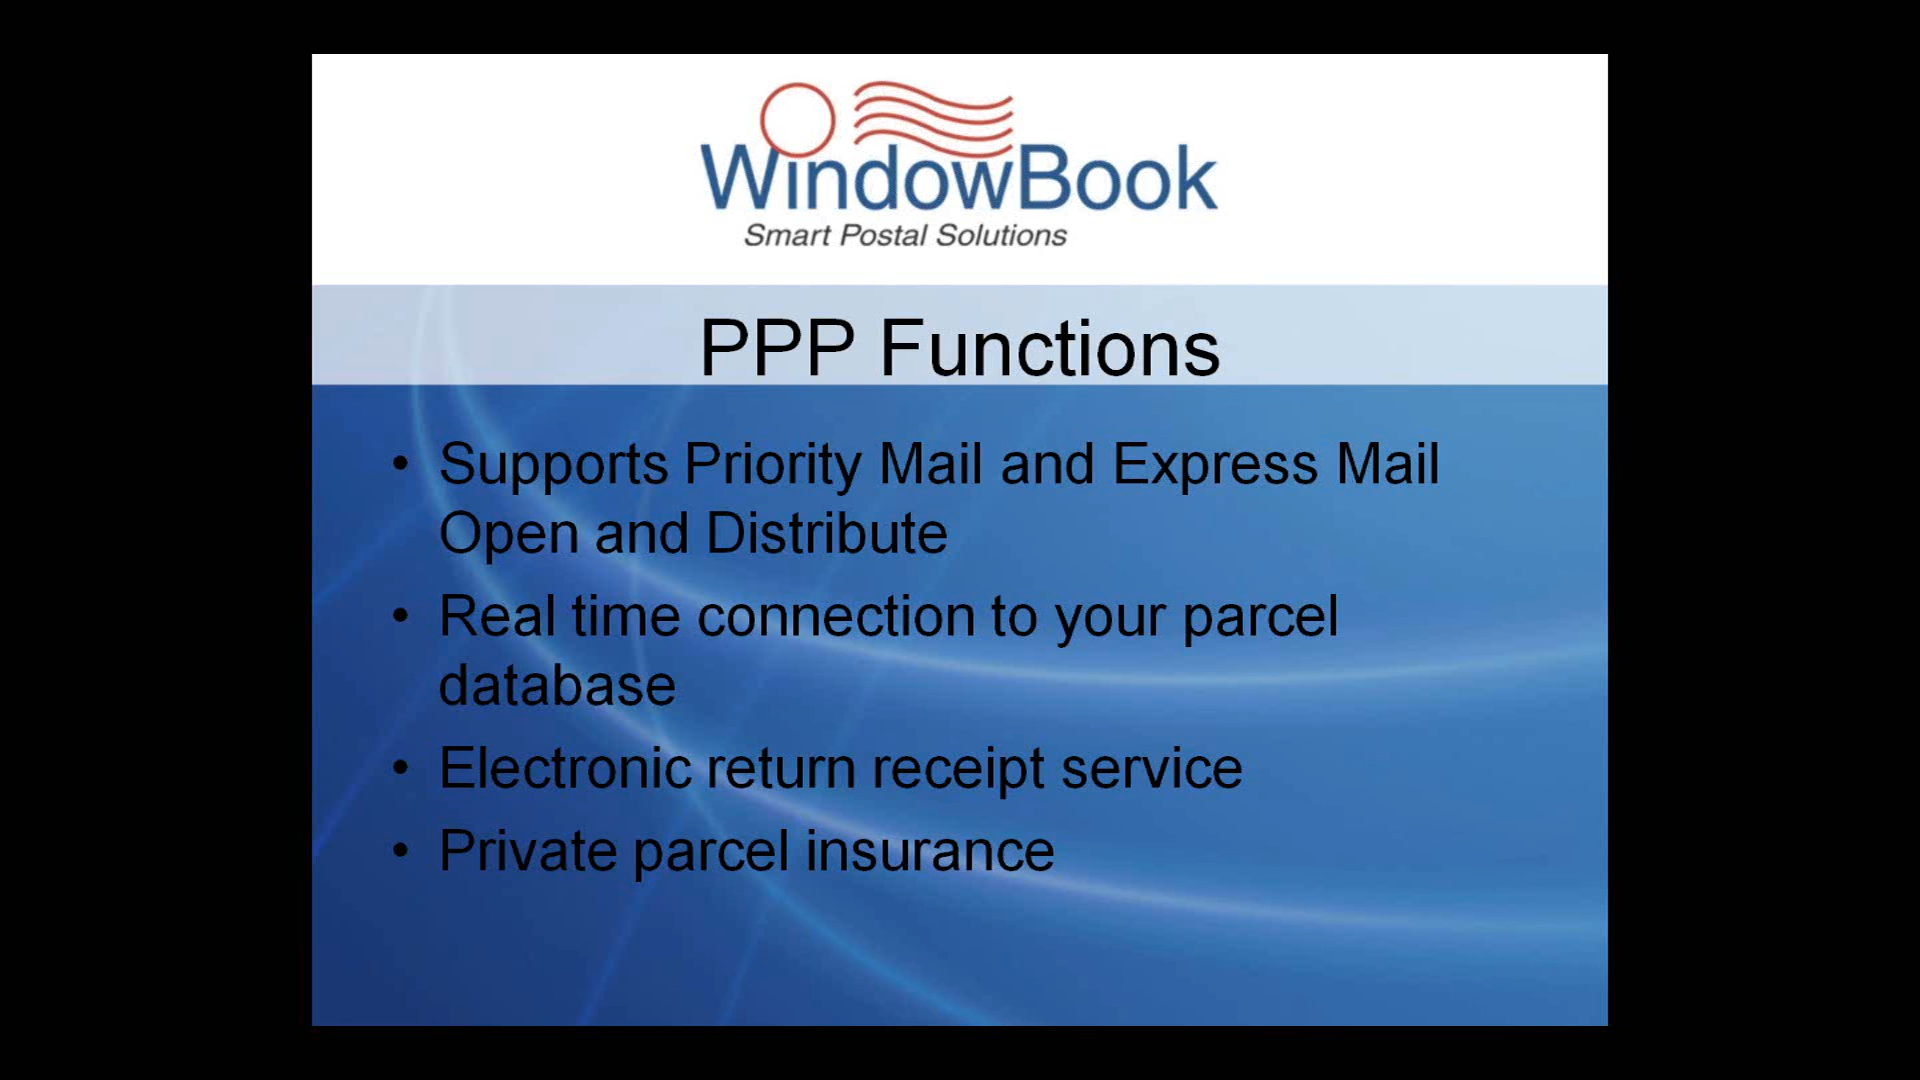 WindowBook
Smart Postal Solutions
PPP Functions
• Supports Priority Mail and Express Mail
Open and Distribute
• Real time connection to your parcel
database
• Electronic return receipt service
• Private parcel insurance